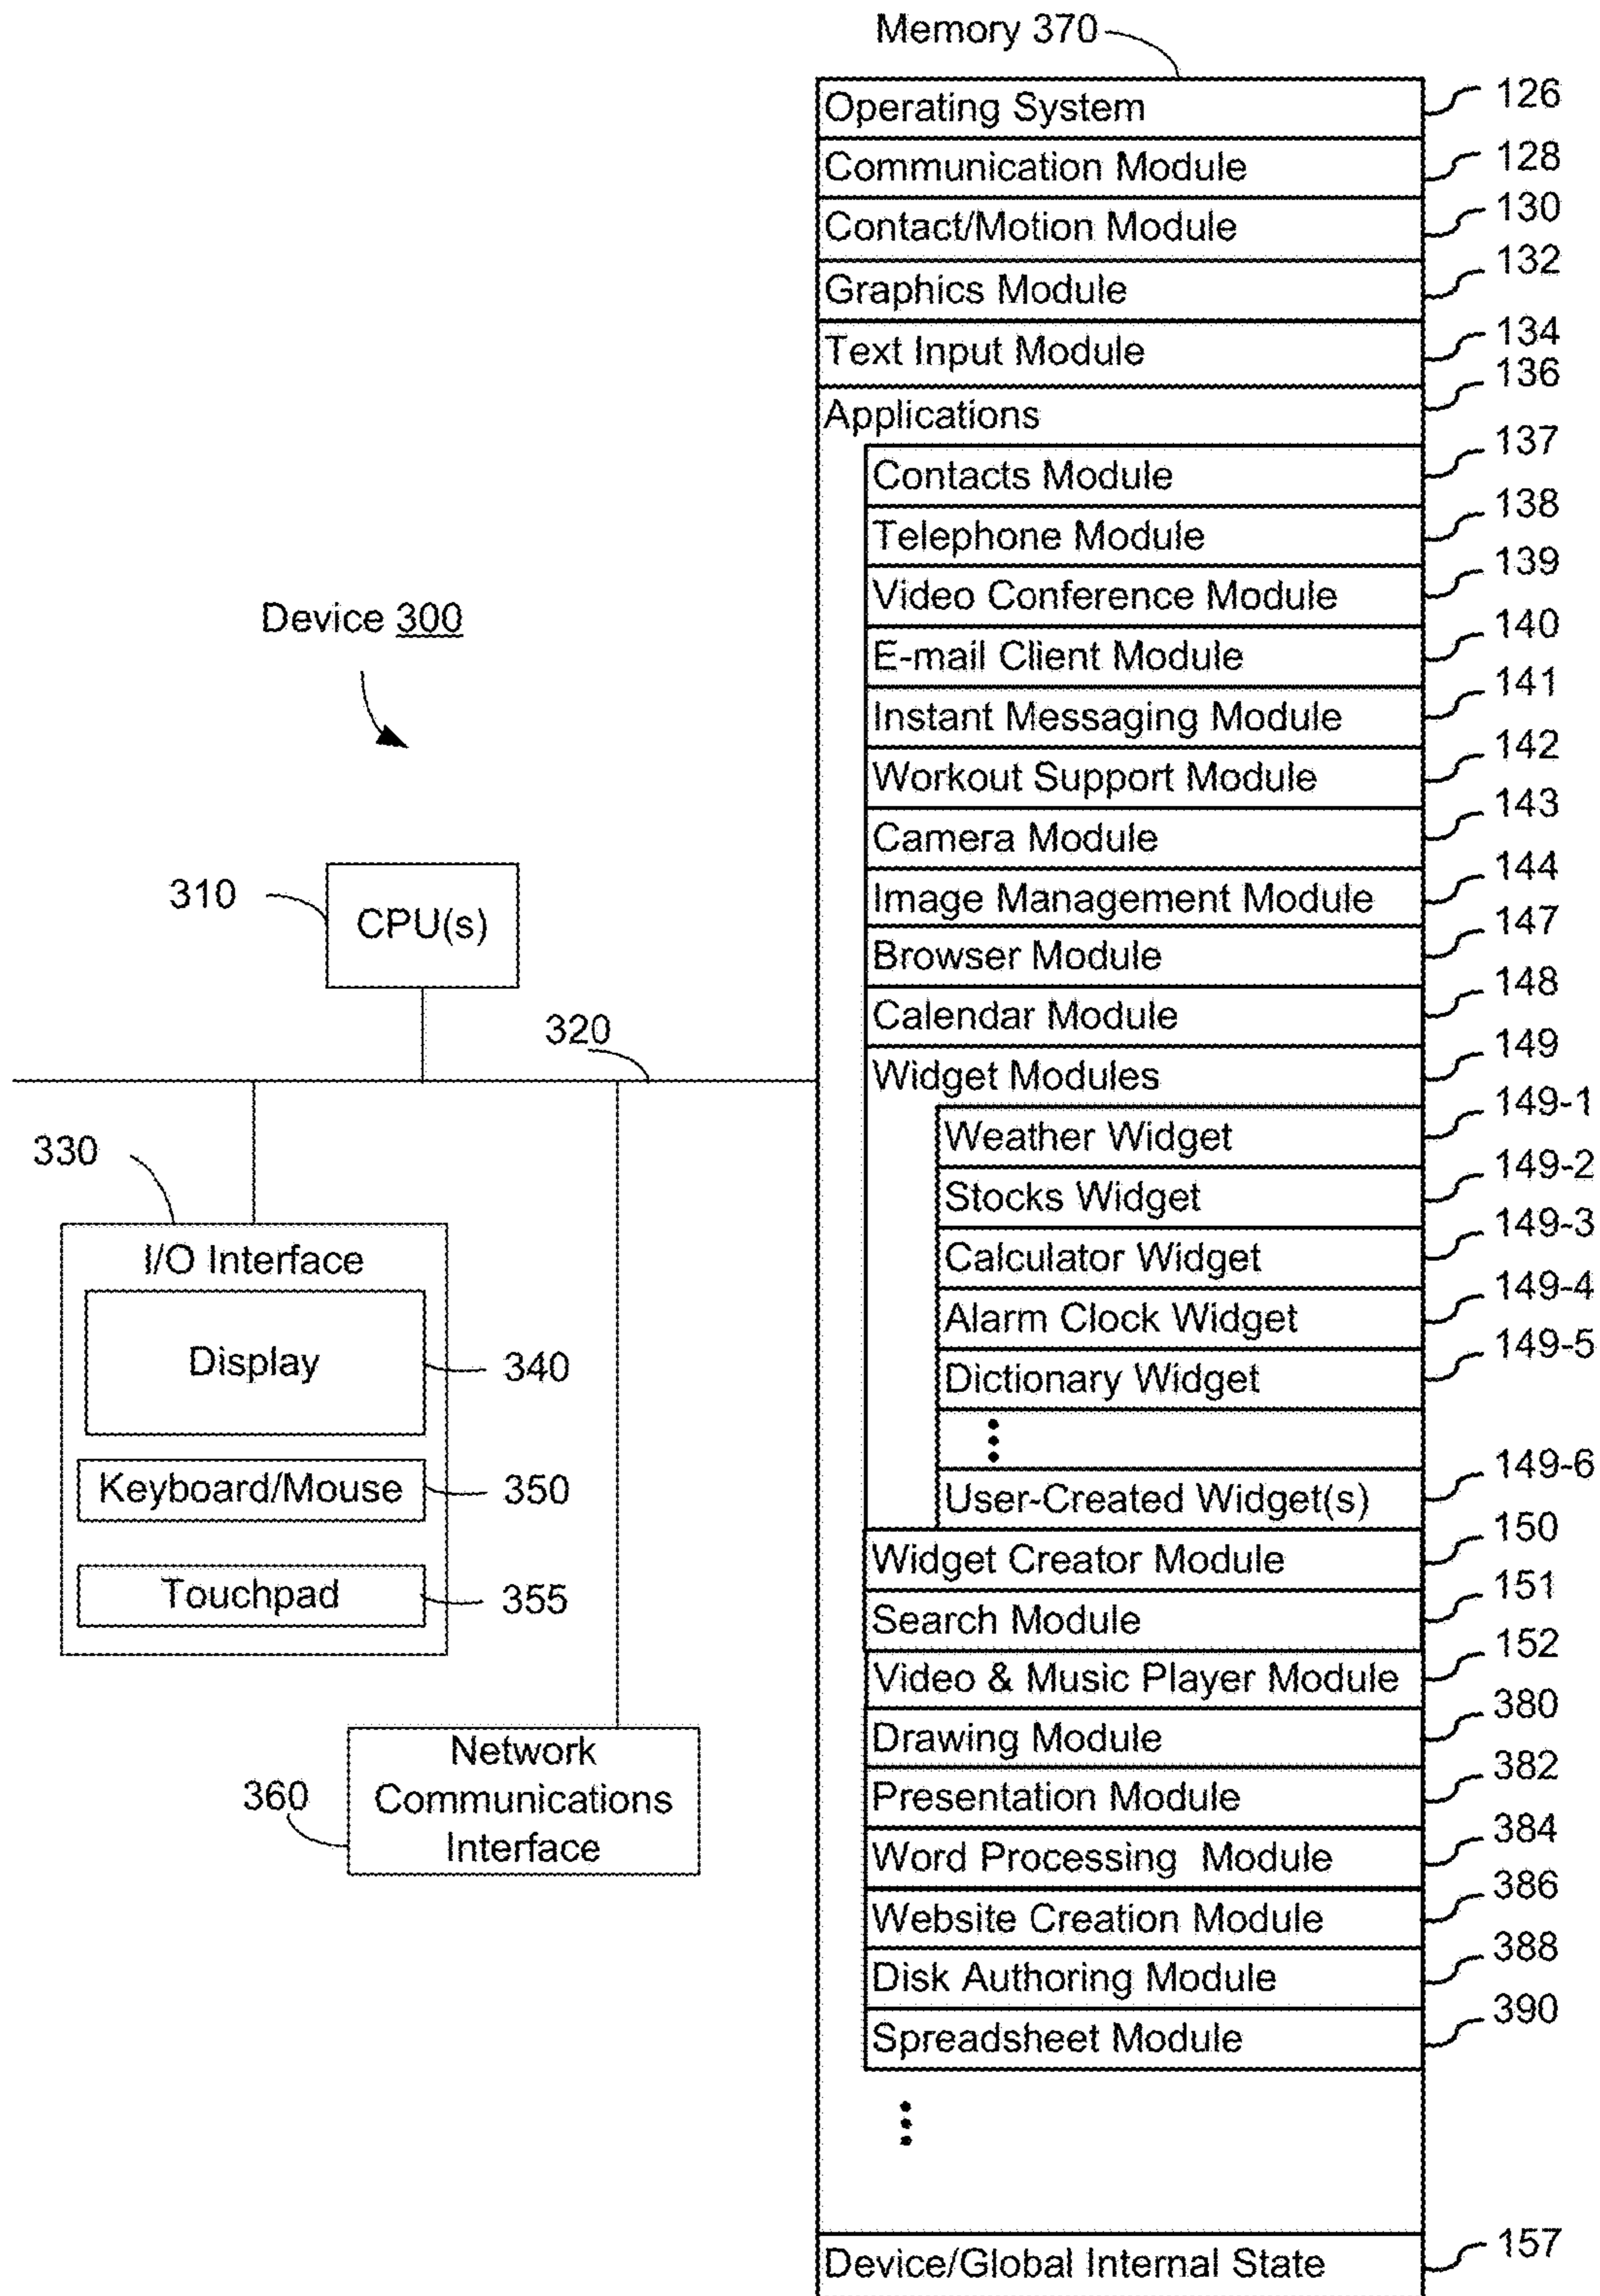 Memory 370
Operating System 126
Communication Module 128
Contact/Motion Module 130
Graphics Module 132
Text Input Module 134
Applications 136
Contacts Module 137
Telephone Module 138
Video Conference Module 139
E-mail Client Module 140
Instant Messaging Module 141
Workout Support Module 142
Camera Module 143
Image Management Module 144
Browser Module 147
Calendar Module 148
Widget Modules 149
Weather Widget 149-1
Stocks Widget 149-2
Calculator Widget 149-3
Alarm Clock Widget 149-4
Dictionary Widget 149-5
User-Created Widget(s) 149-6
Widget Creator Module 150
Search Module 151
Video & Music Player Module 152
Drawing Module 380
Presentation Module 382
Word Processing Module 384
Website Creation Module 386
Disk Authoring Module 388
Spreadsheet Module 390
Device/Global Internal State 157
Device 300
310
CPU(s)
320
330
I/O Interface
Display 340
Keyboard/Mouse 350
Touchpad 355
360
Network
Communications
Interface